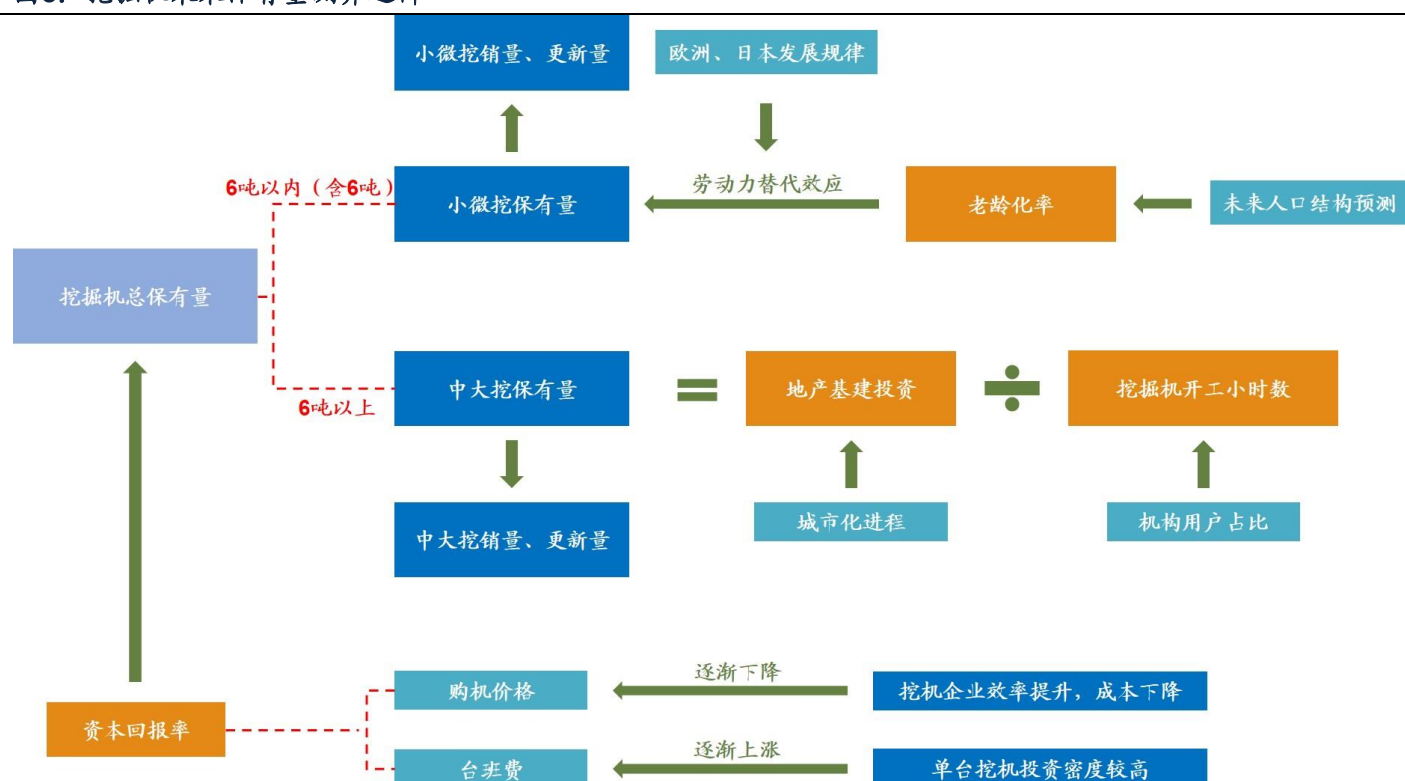 小微挖销量、更新量
欧洲、日本发展规律
6吨以内（含6吨）
小微挖保有量
劳动力替代效应
老龄化率
未来人口结构预测
挖掘机总保有量
6吨以上
中大挖保有量
=
地产基建投资
÷
挖掘机开工小时数
中大挖销量、更新量
城市化进程
机构用户占比
资本回报率
购机价格
逐渐下降
挖机企业效率提升，成本下降
台班费
逐渐上涨
单台挖机投资密度较高